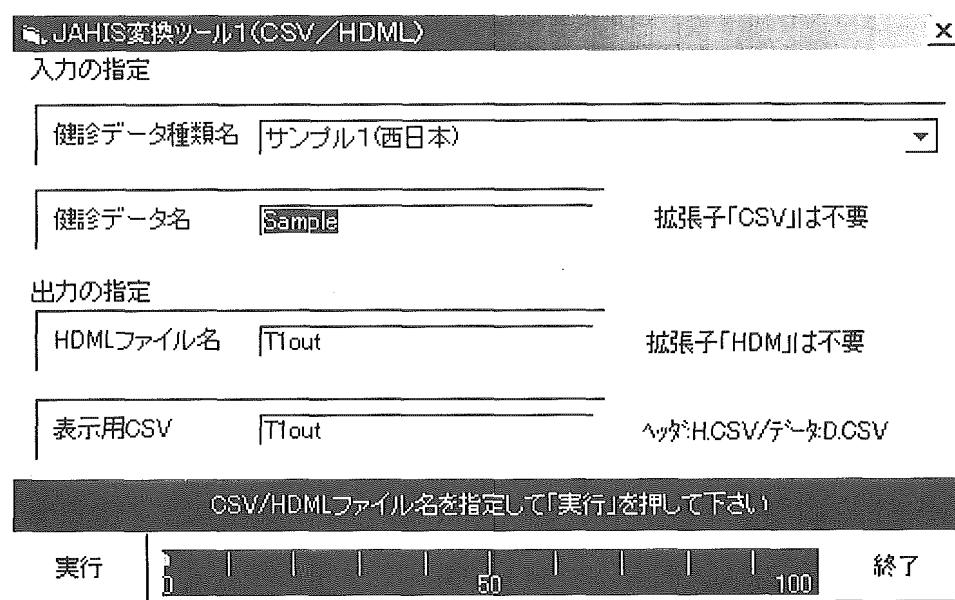 JAHIS変換ツール1(CSV/HDML)
入力の指定
健診データ種類名 サンプル1(西日本)
健診データ名 Sample 拡張子「CSV」は不要
出力の指定
HDMLファイル名 T1out 拡張子「HDM」は不要
表示用CSV T1out ヘッダ:H.CSV/データ:D.CSV
CSV/HDMLファイル名を指定して「実行」を押して下さい
実行 0 50 100 終了